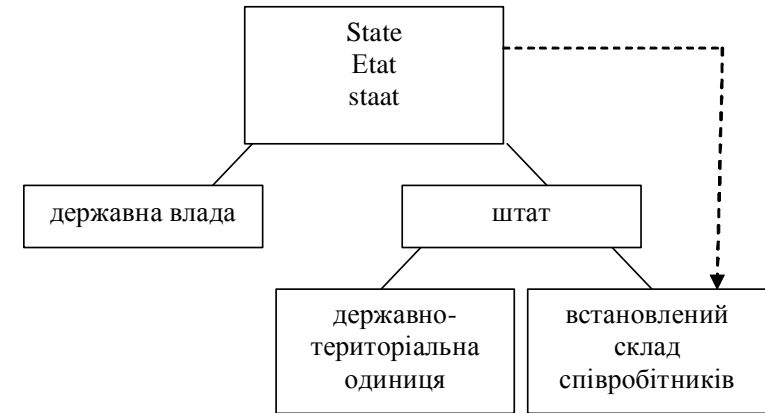 State
Etat
staat
державна влада
штат
державно-
територіальна
одиниця
встановлений
склад
співробітників